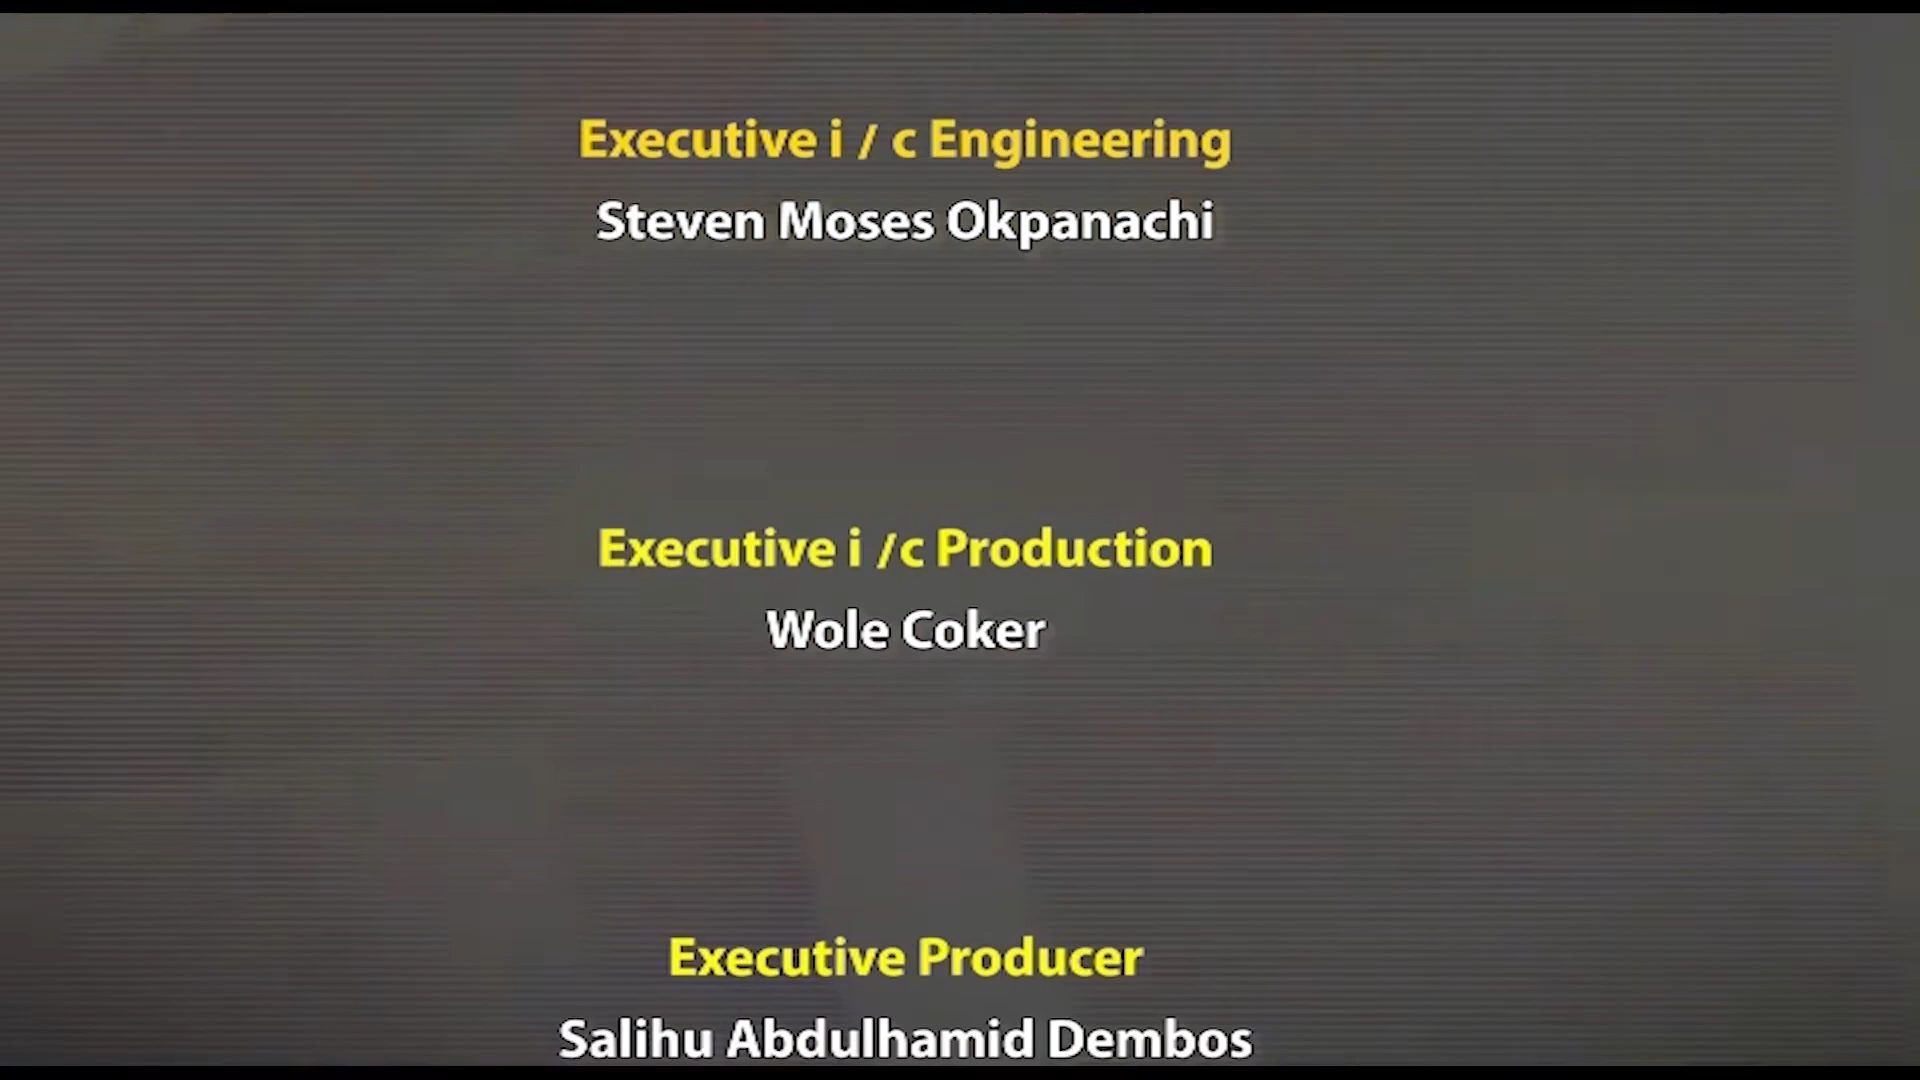 Executive i / c Engineering
Steven Moses Okpanachi
Executive i /c Production
Wole Coker
Executive Producer
Salihu Abdulhamid Dembos